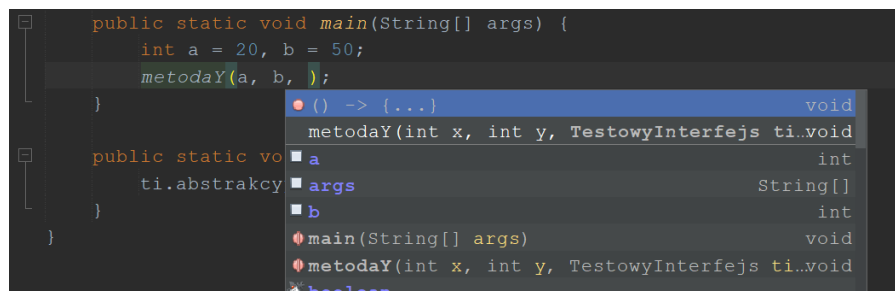 public static void main(String[] args) {
int a = 20, b = 50;
metodaY(a, b, );
}
() -> {...} void
metodaY(int x, int y, TestowyInterfejs ti…void
public static vo
a int
ti.abstrakcy
args String[]
}
b int
}
main(String[] args) void
metodaY(int x, int y, TestowyInterfejs ti…void
boolean